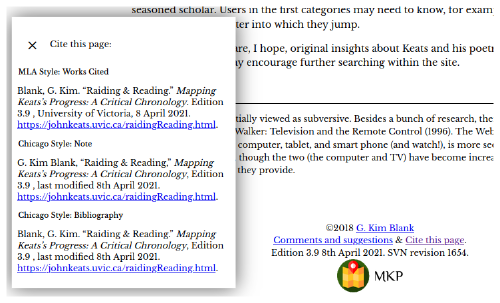 seasoned scholar. Users in the first categories may need to know, for examp
ter into which they jump.
Cite this page:
are, I hope, original insights about Keats and his poetr
ay encourage further searching within the site.
MLA Style: Works Cited
Blank, G. Kim. “Raiding & Reading.” Mapping
Keats’s Progress: A Critical Chronology. Edition
3.9 , University of Victoria, 8 April 2021.
https://johnkeats.uvic.ca/raidingReading.html.
Chicago Style: Note
G. Kim Blank, “Raiding & Reading.” Mapping
Keats’s Progress: A Critical Chronology, Edition
3.9 , last modified 8th April 2021.
https://johnkeats.uvic.ca/raidingReading.html.
Chicago Style: Bibliography
Blank, G. Kim. “Raiding & Reading.” Mapping
Keats’s Progress: A Critical Chronology, Edition
3.9 , last modified 8th April 2021.
https://johnkeats.uvic.ca/raidingReading.html.
tially viewed as subversive. Besides a bunch of research, the
Walker: Television and the Remote Control (1996). The Web
computer, tablet, and smart phone (and watch!), is more se
though the two (the computer and TV) have become increa
they provide.
©2018 G. Kim Blank
Comments and suggestions & Cite this page.
Edition 3.9 8th April 2021. SVN revision 1654.
MKP